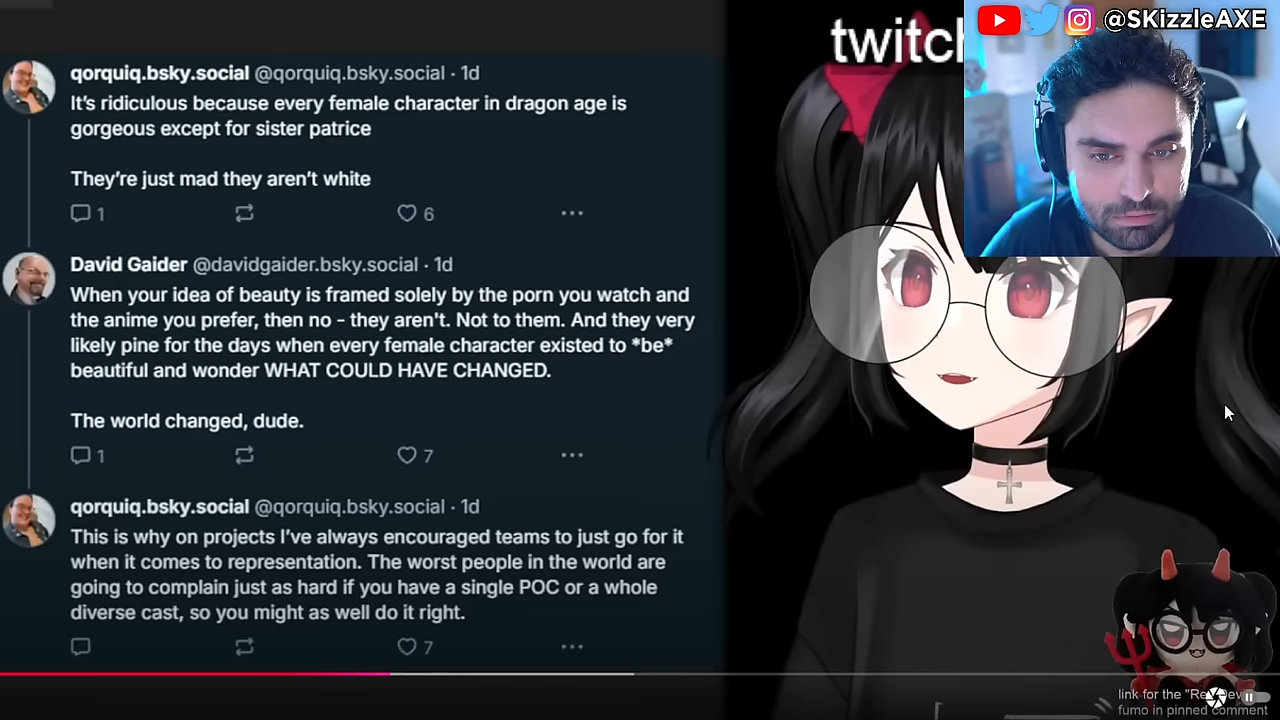 twitch
@SKizzleAXE
qorquiq.bsky.social @qorquiq.bsky.social · 1d
It's ridiculous because every female character in dragon age is
gorgeous except for sister patrice
They're just mad they aren't white
1 6
David Gaider @davidgaider.bsky.social · 1d
When your idea of beauty is framed solely by the porn you watch and
the anime you prefer, then no - they aren't. Not to them. And they very
likely pine for the days when every female character existed to *be*
beautiful and wonder WHAT COULD HAVE CHANGED.
The world changed, dude.
1 7
qorquiq.bsky.social @qorquiq.bsky.social · 1d
This is why on projects I've always encouraged teams to just go for it
when it comes to representation. The worst people in the world are
going to complain just as hard if you have a single POC or a whole
diverse cast, so you might as well do it right.
7
link for the
fumo in pinned comment